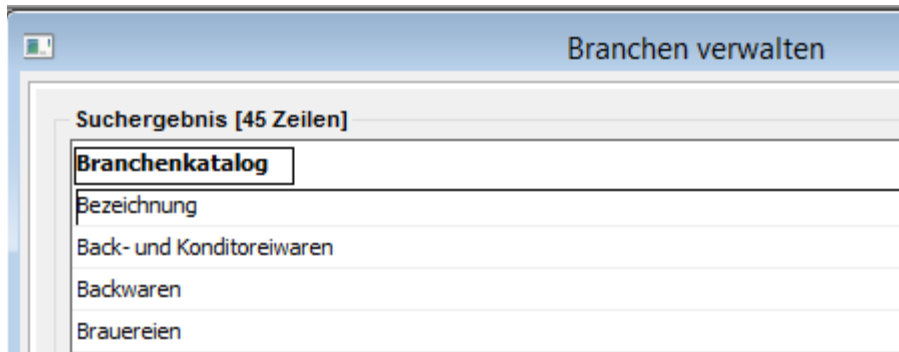 Branchen verwalten
Suchergebnis [45 Zeilen]
Branchenkatalog
Bezeichnung
Back- und Konditoreiwaren
Backwaren
Brauereien